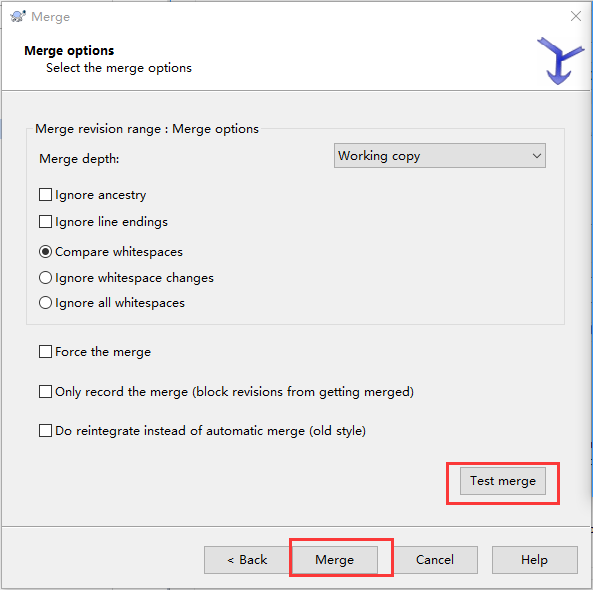 Merge
Merge options
Select the merge options
Merge revision range : Merge options
Merge depth:
Working copy
Ignore ancestry
Ignore line endings
Compare whitespaces
Ignore whitespace changes
Ignore all whitespaces
Force the merge
Only record the merge (block revisions from getting merged)
Do reintegrate instead of automatic merge (old style)
Test merge
< Back
Merge
Cancel
Help